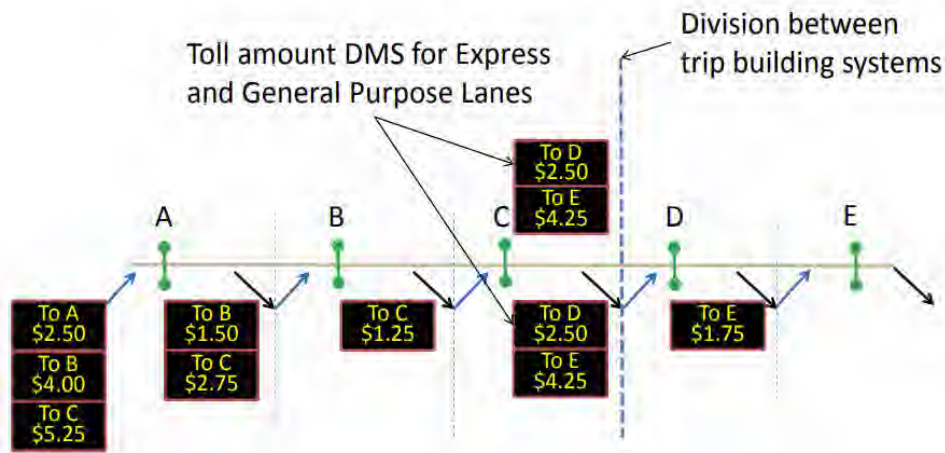 Division between
trip building systems
Toll amount DMS for Express
and General Purpose Lanes
To D
$2.50
To E
$4.25
A
B
C
D
E
To A
$2.50
To B
$4.00
To C
$5.25
To B
$1.50
To C
$2.75
To C
$1.25
To D
$2.50
To E
$4.25
To E
$1.75